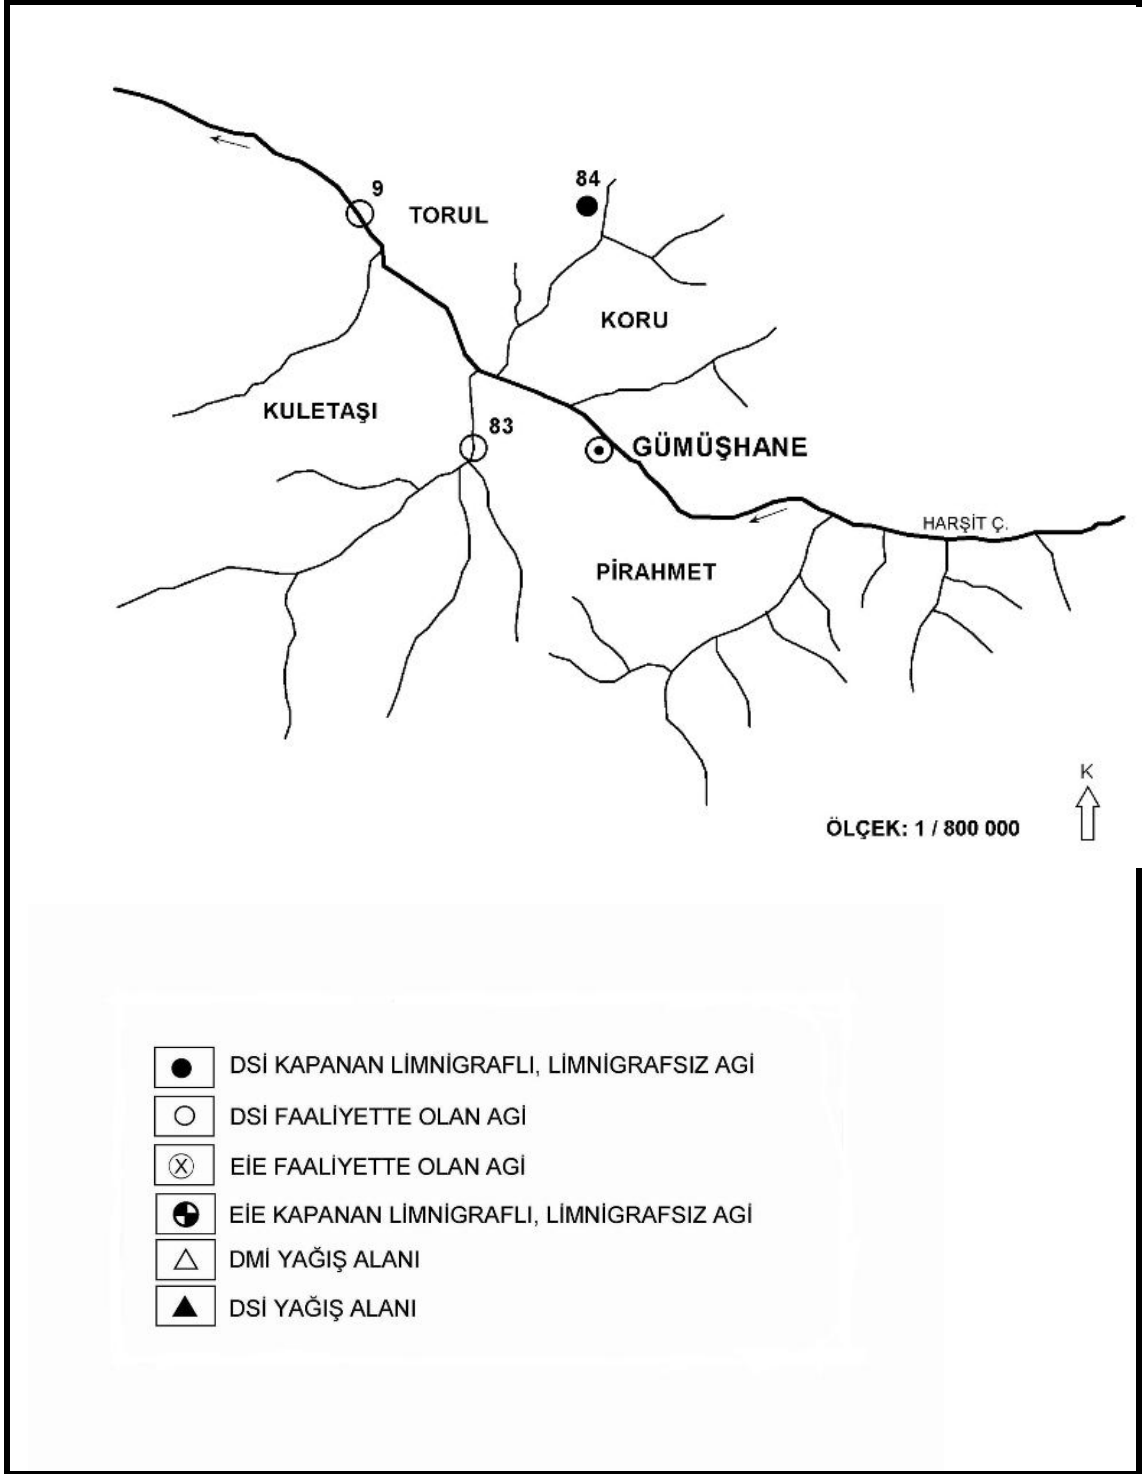 84
9
TORUL
KORU
KULETAŞI
83
GÜMÜŞHANE
HARŞİT Ç.
PİRAHMET
K
ÖLÇEK: 1 / 800 000
DSİ KAPANAN LİMNİGRAFLI, LİMNİGRAFSIZ AGİ
DSİ FAALİYETTE OLAN AGİ
X EİE FAALİYETTE OLAN AGİ
EİE KAPANAN LİMNİGRAFLI, LİMNİGRAFSIZ AGİ
DMİ YAĞIŞ ALANI
DSİ YAĞIŞ ALANI